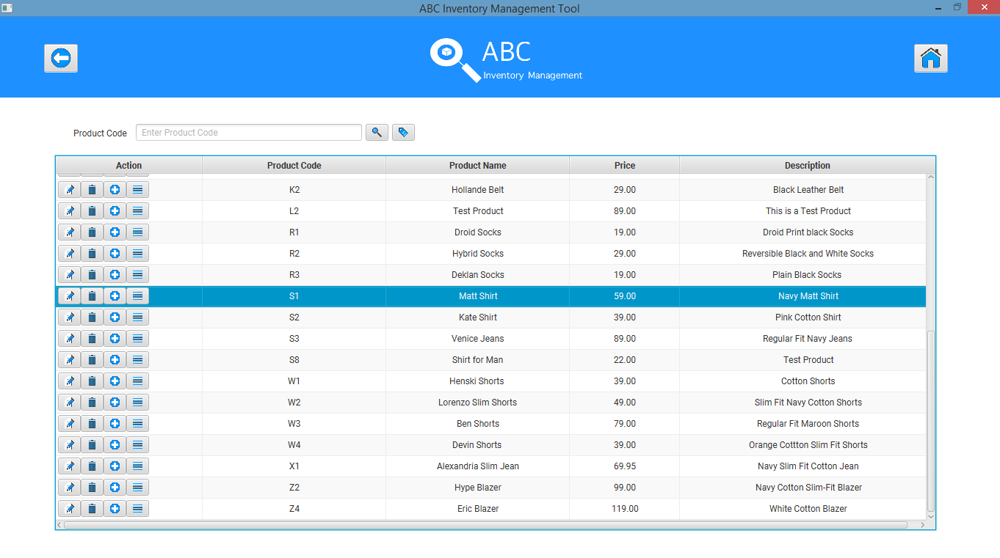 ABC Inventory Management Tool
ABC
Inventory Management
Product Code Enter Product Code
Action Product Code Product Name Price Description
K2 Hollande Belt 29.00 Black Leather Belt
L2 Test Product 89.00 This is a Test Product
R1 Droid Socks 19.00 Droid Print black Socks
R2 Hybrid Socks 29.00 Reversible Black and White Socks
R3 Deklan Socks 19.00 Plain Black Socks
S1 Matt Shirt 59.00 Navy Matt Shirt
S2 Kate Shirt 39.00 Pink Cotton Shirt
S3 Venice Jeans 89.00 Regular Fit Navy Jeans
S8 Shirt for Man 22.00 Test Product
W1 Henski Shorts 39.00 Cotton Shorts
W2 Lorenzo Slim Shorts 49.00 Slim Fit Navy Cotton Shorts
W3 Ben Shorts 79.00 Regular Fit Maroon Shorts
W4 Devin Shorts 39.00 Orange Cottton Slim Fit Shorts
X1 Alexandria Slim Jean 69.95 Navy Slim Fit Cotton Jean
Z2 Hype Blazer 99.00 Navy Cotton Slim-Fit Blazer
Z4 Eric Blazer 119.00 White Cotton Blazer